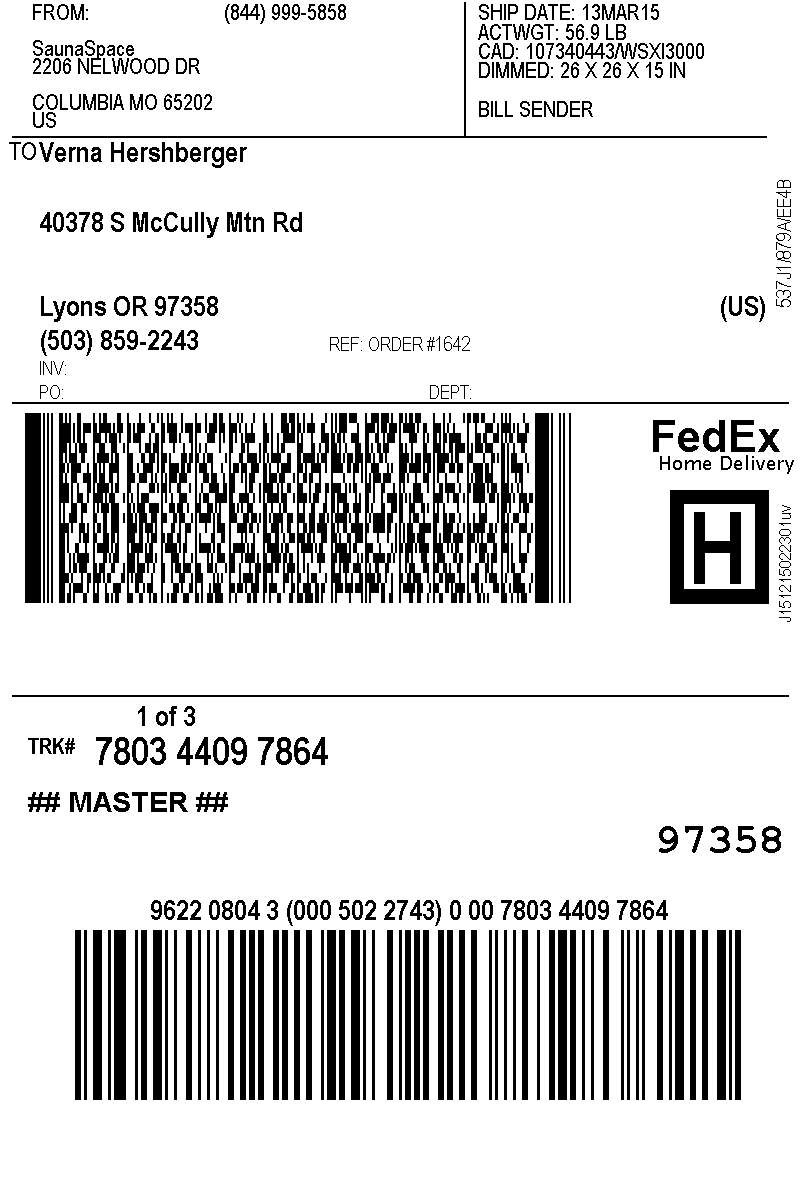 FROM: (844) 999-5858
SaunaSpace
2206 NELWOOD DR
COLUMBIA MO 65202
US
SHIP DATE: 13MAR15
ACTWGT: 56.9 LB
CAD: 107340443/WSXI3000
DIMMED: 26 X 26 X 15 IN
BILL SENDER
TO Verna Hershberger
40378 S McCully Mtn Rd
Lyons OR 97358 (US)
(503) 859-2243 REF: ORDER #1642
INV:
PO: DEPT:
537J1/879A/EE4B
FedEx
Home Delivery
H
J151215022301uv
1 of 3
TRK# 7803 4409 7864
## MASTER ##
97358
9622 0804 3 (000 502 2743) 0 00 7803 4409 7864